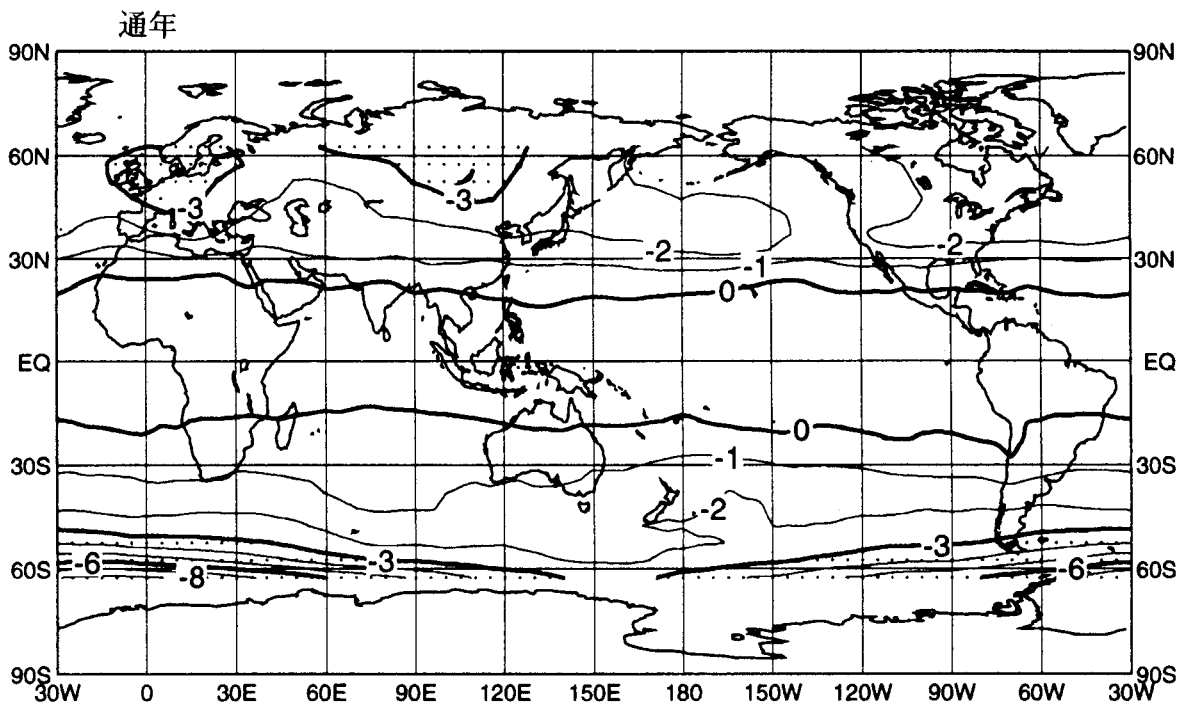 通年
90N 90N
60N 60N
-3 -3
-2 -2
30N -1 30N
0
EQ EQ
0
30S -1 30S
-2
-3 -3
-6 -6
60S -8 60S
90S 90S
30W 0 30E 60E 90E 120E 150E 180 150W 120W 90W 60W 30W